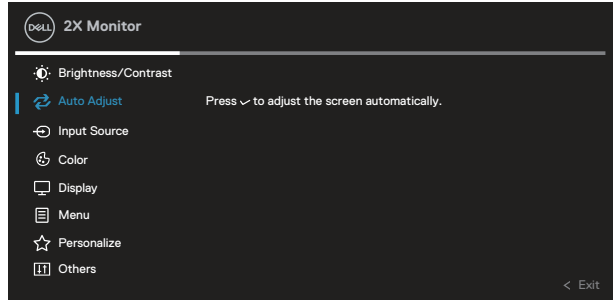 DELL 2X Monitor
Brightness/Contrast
Auto Adjust Press ✓ to adjust the screen automatically.
Input Source
Color
Display
Menu
Personalize
Others
< Exit